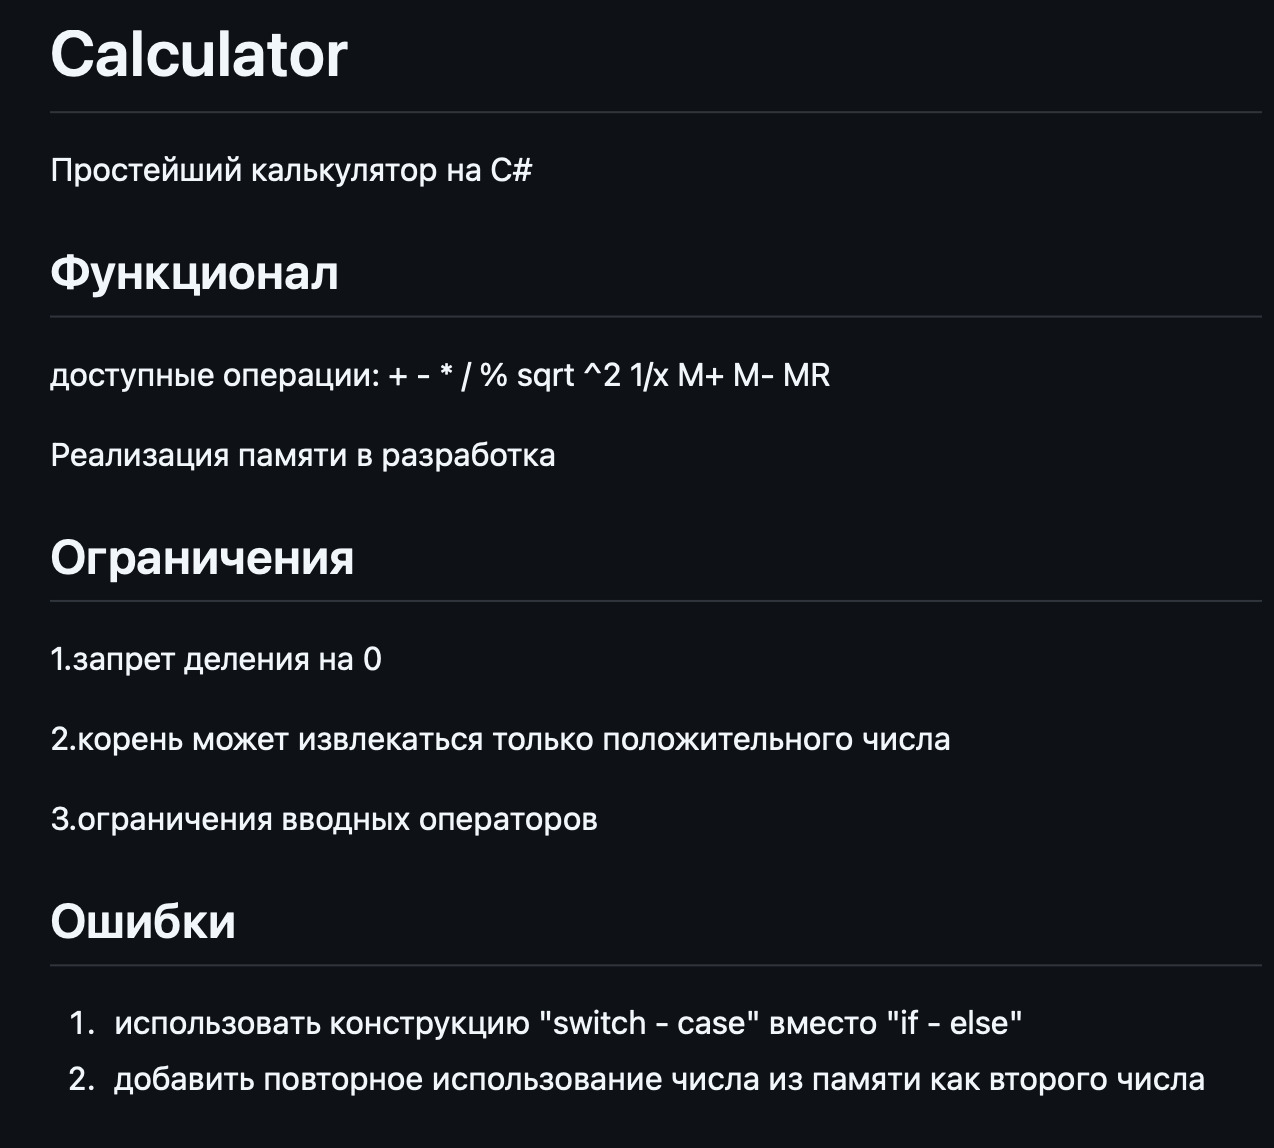 Calculator
Простейший калькулятор на C#
Функционал
доступные операции: + - * / % sqrt ^2 1/x M+ M- MR
Реализация памяти в разработка
Ограничения
1.запрет деления на 0
2.корень может извлекаться только положительного числа
3.ограничения вводных операторов
Ошибки
1. использовать конструкцию "switch - case" вместо "if - else"
2. добавить повторное использование числа из памяти как второго числа